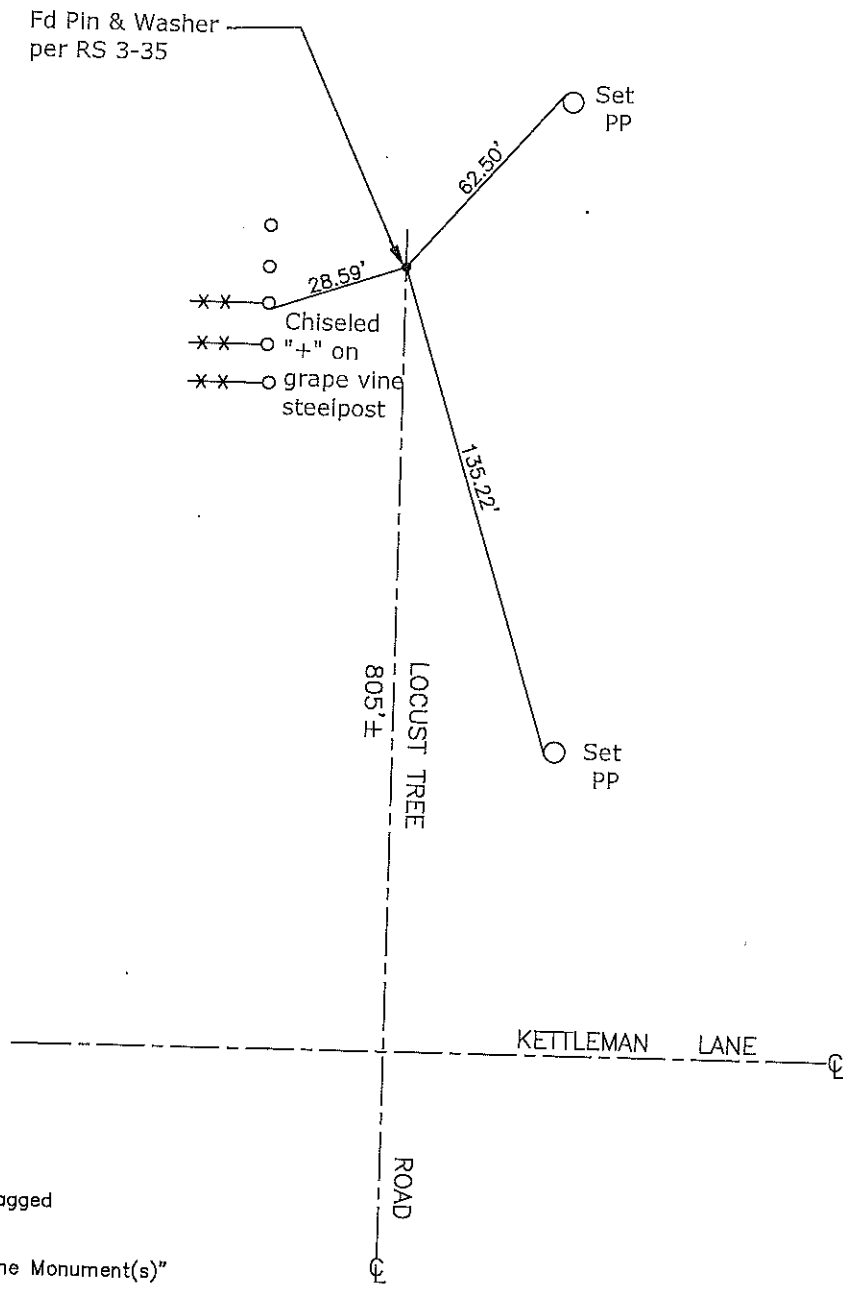 Fd Pin & Washer
per RS 3-35
Set
PP
62.50'
28.59'
Chiseled
"+" on
grape vine
steelpost
135.22'
LOCUST TREE
805'±
Set
PP
KETTLEMAN LANE
ROAD
agged
ne Monument(s)"